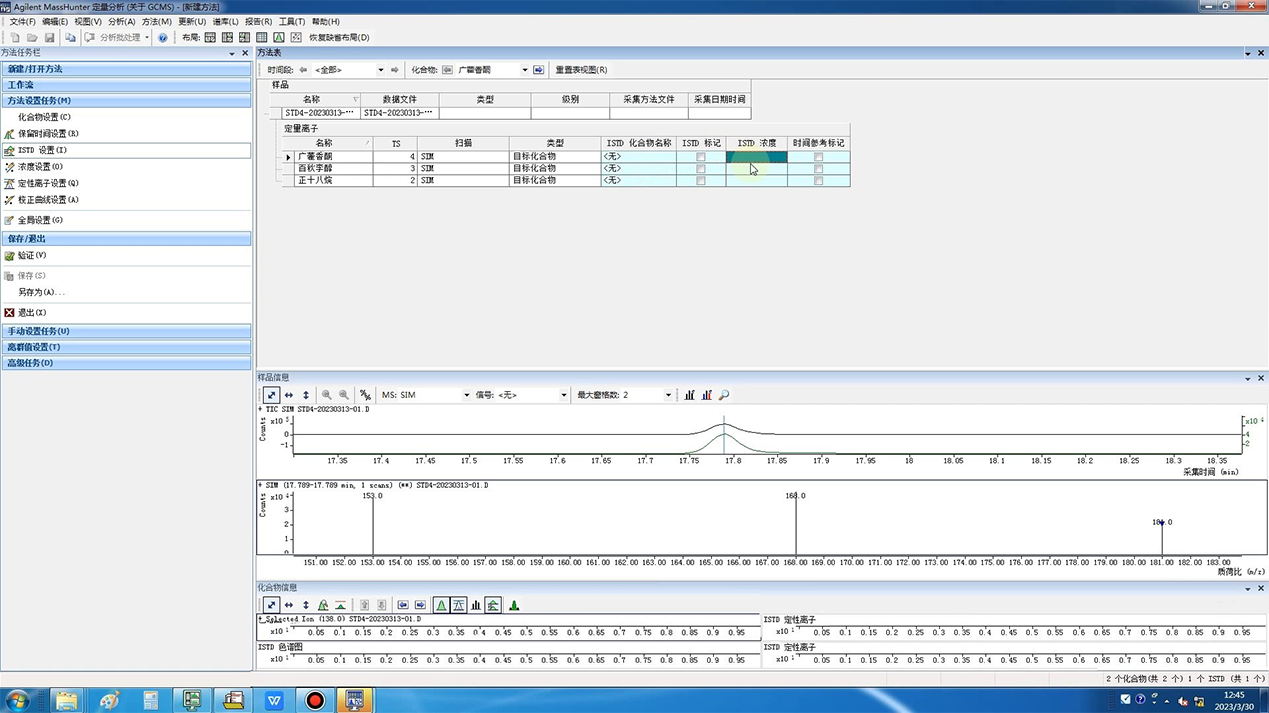 Agilent MassHunter 定量分析 (关于 GCMS) - [新建方法]
文件(F) 编辑(E) 视图(V) 分析(A) 方法(M) 更新(U) 谱库(L) 报告(R) 工具(T) 帮助(H)
分析批处理 布局: 恢复缺省布局(D)
方法任务栏
新建/打开方法
工作流
方法设置任务(M)
化合物设置(C)
保留时间设置(R)
ISTD 设置(I)
浓度设置(O)
定性离子设置(Q)
校正曲线设置(A)
全局设置(G)
保存/退出
验证(V)
保存(S)
另存为(A)...
退出(X)
手动设置任务(U)
离群值设置(T)
高级任务(D)
方法表
时间段: <全部> 化合物: 广藿香酮 重置表视图(R)
样品
名称 数据文件 类型 级别 采集方法文件 采集日期时间
STD4-20230313-··· STD4-20230313-···
定量离子
名称 TS 扫描 类型 ISTD 化合物名称 ISTD 标记 ISTD 浓度 时间参考标记
广藿香酮 4 SIM 目标化合物 <无>
百秋李醇 3 SIM 目标化合物 <无>
正十八烷 2 SIM 目标化合物 <无>
样品信息
MS: SIM 信号: <无> 最大窗格数: 2
+ TIC SIM STD4-20230313-01.D
Counts x10 5
0
-1
x10 4
4
2
17.35 17.4 17.45 17.5 17.55 17.6 17.65 17.7 17.75 17.8 17.85 17.9 17.95 18 18.05 18.1 18.15 18.2 18.25 18.3 18.35
采集时间 (min)
+ SIM (17.789-17.789 min, 1 scans) (**) STD4-20230313-01.D
Counts x10 4
153.0 168.0
3
2
1
0
151.00 152.00 153.00 154.00 155.00 156.00 157.00 158.00 159.00 160.00 161.00 162.00 163.00 164.00 165.00 166.00 167.00 168.00 169.00 170.00 171.00 172.00 173.00 174.00 175.00 176.00 177.00 178.00 179.00 180.00 181.00 182.00 183.00
质荷比 (m/z)
化合物信息
+ Selected Ion (138.0) STD4-20230313-01.D ISTD 定性离子
x10 1 0.05 0.1 0.15 0.2 0.25 0.3 0.35 0.4 0.45 0.5 0.55 0.6 0.65 0.7 0.75 0.8 0.85 0.9 0.95 x10 1 0.05 0.1 0.15 0.2 0.25 0.3 0.35 0.4 0.45 0.5 0.55 0.6 0.65 0.7 0.75 0.8 0.85 0.9 0.95
ISTD 色谱图 ISTD 定性离子
x10 1 0.05 0.1 0.15 0.2 0.25 0.3 0.35 0.4 0.45 0.5 0.55 0.6 0.65 0.7 0.75 0.8 0.85 0.9 0.95 x10 1 0.05 0.1 0.15 0.2 0.25 0.3 0.35 0.4 0.45 0.5 0.55 0.6 0.65 0.7 0.75 0.8 0.85 0.9 0.95
2 个化合物(共 2 个) 1 个 ISTD (共 1 个)
12:45
2023/3/30